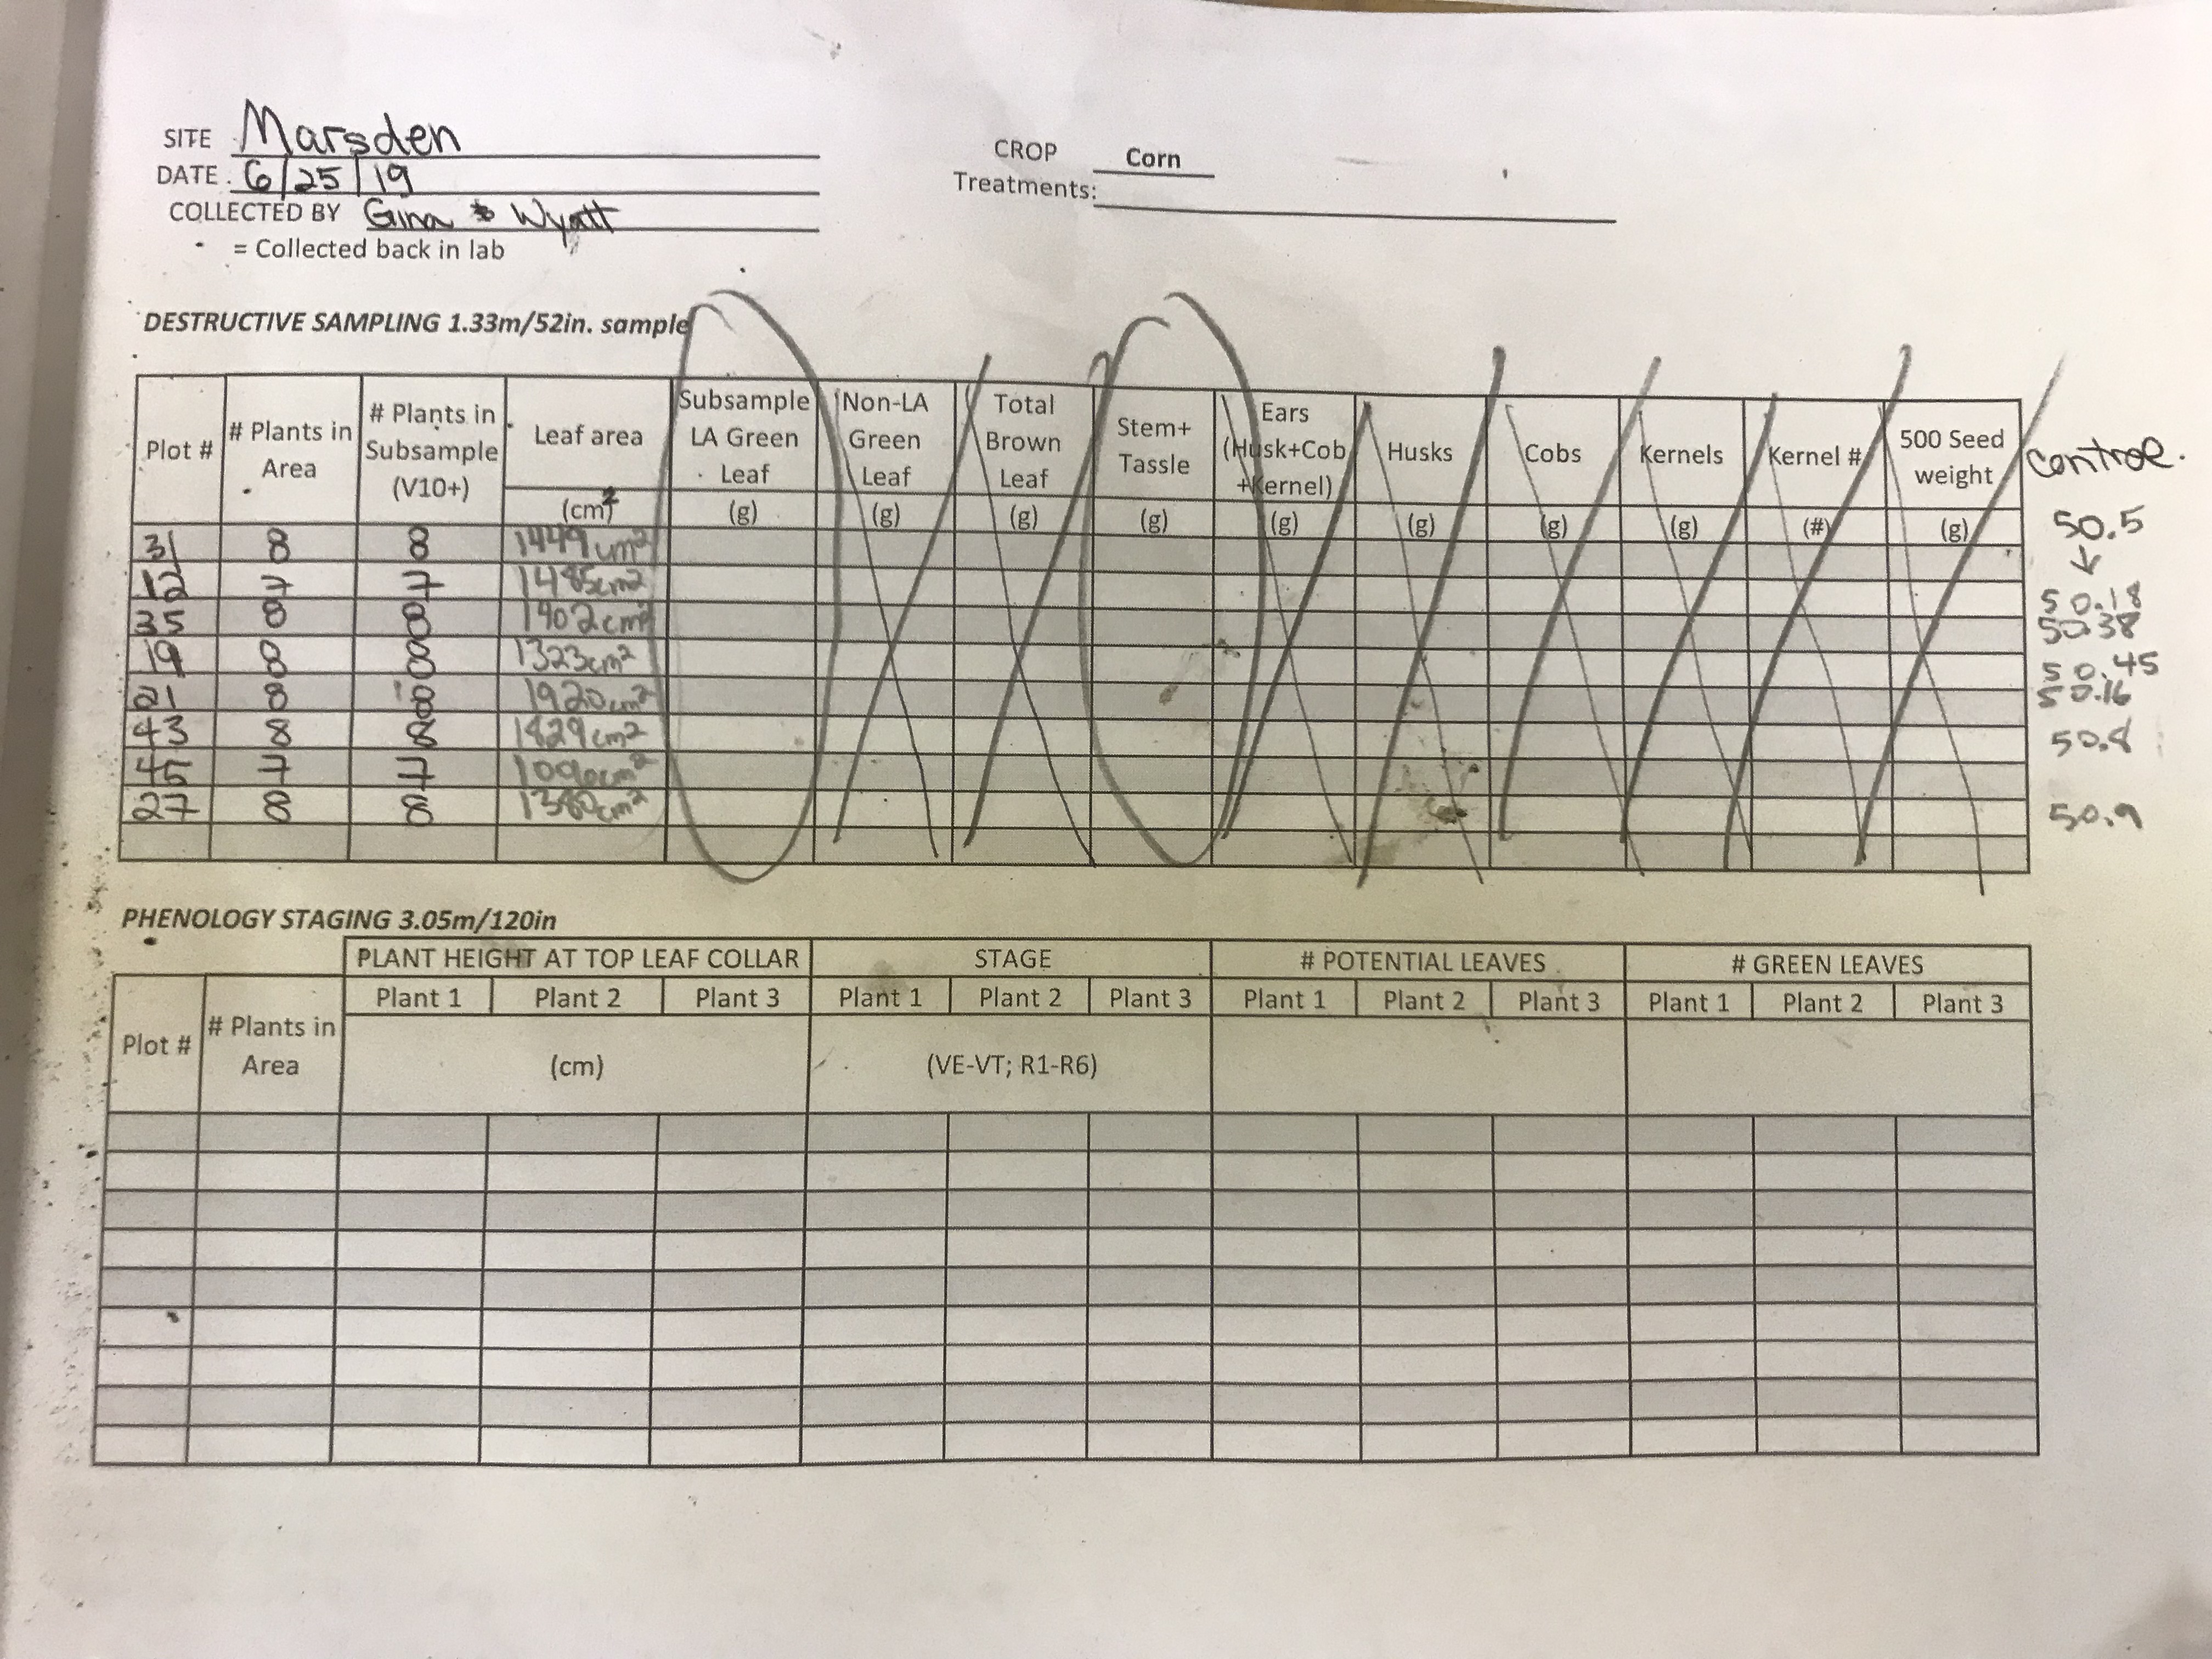 SITE Marsden
CROP Corn
DATE 6/25/19
Treatments:
COLLECTED BY Gina & Wyatt
= Collected back in lab
DESTRUCTIVE SAMPLING 1.33m/52in. sample
Plot # | # Plants in Area | # Plants in Subsample (V10+) | Leaf area (cm²) | Subsample LA Green Leaf (g) | Non-LA Green Leaf (g) | Total Brown Leaf (g) | Stem+ Tassle (g) | Ears (Husk+Cob +Kernel) (g) | Husks (g) | Cobs (g) | Kernels (g) | Kernel # (#) | 500 Seed weight (g) | control.
31 8 8 1449cm² 50.5
12 7 7 1485cm² 50.18
35 8 8 1902cm² 50.38
19 8 8 1323cm² 50.45
21 8 8 1920cm² 50.16
43 8 8 1829cm² 50.8
45 7 7
27 8 8 1380cm² 50.9
PHENOLOGY STAGING 3.05m/120in
PLANT HEIGHT AT TOP LEAF COLLAR | STAGE | # POTENTIAL LEAVES | # GREEN LEAVES
Plot # | # Plants in Area | Plant 1 | Plant 2 | Plant 3 | Plant 1 | Plant 2 | Plant 3 | Plant 1 | Plant 2 | Plant 3 | Plant 1 | Plant 2 | Plant 3
(cm) (VE-VT; R1-R6)